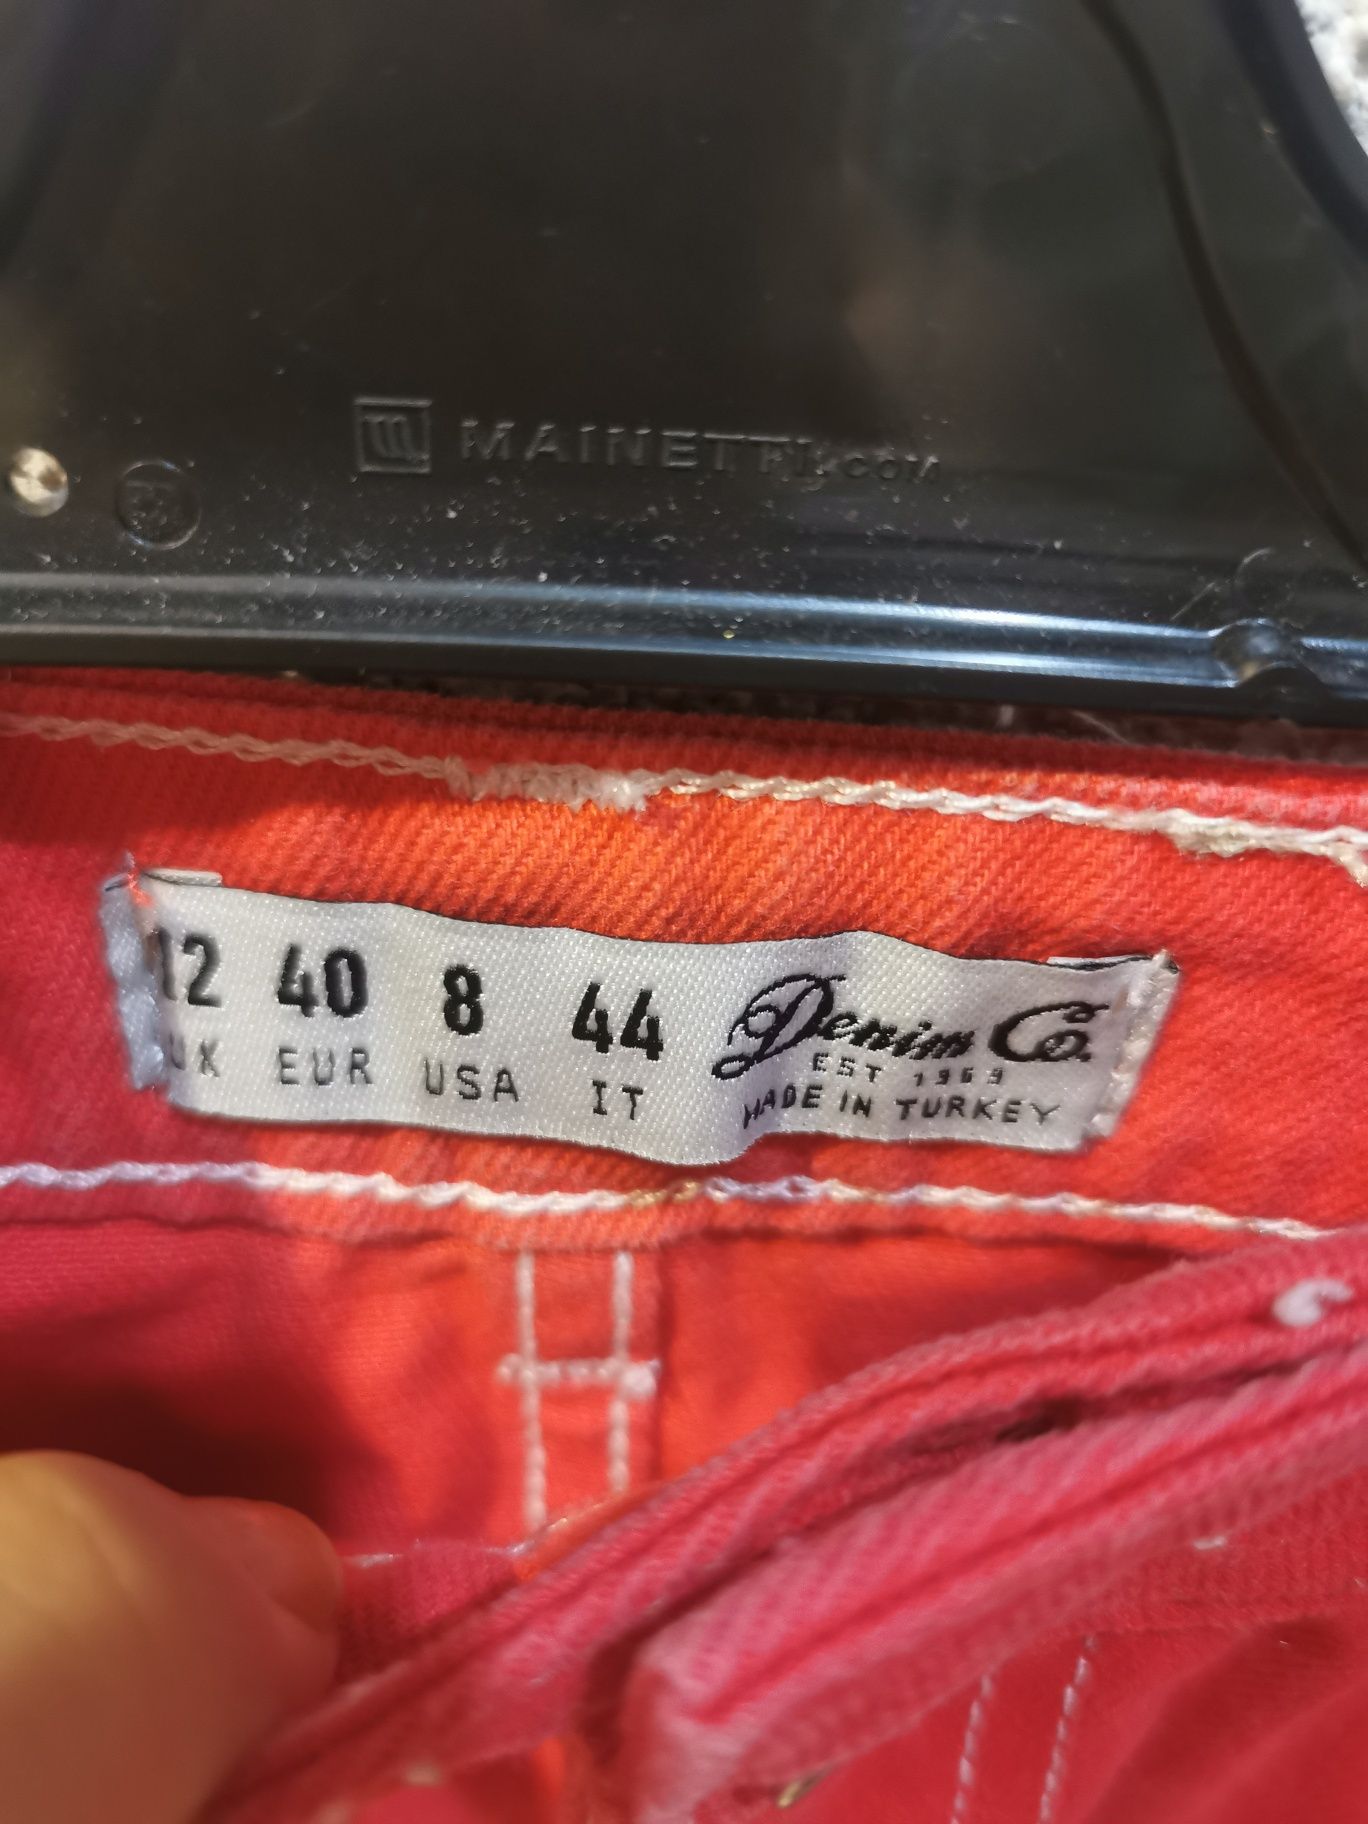 m MAINETTI.COM
12 40 8 44 Denim Co.
UK EUR USA IT EST 1969
MADE IN TURKEY